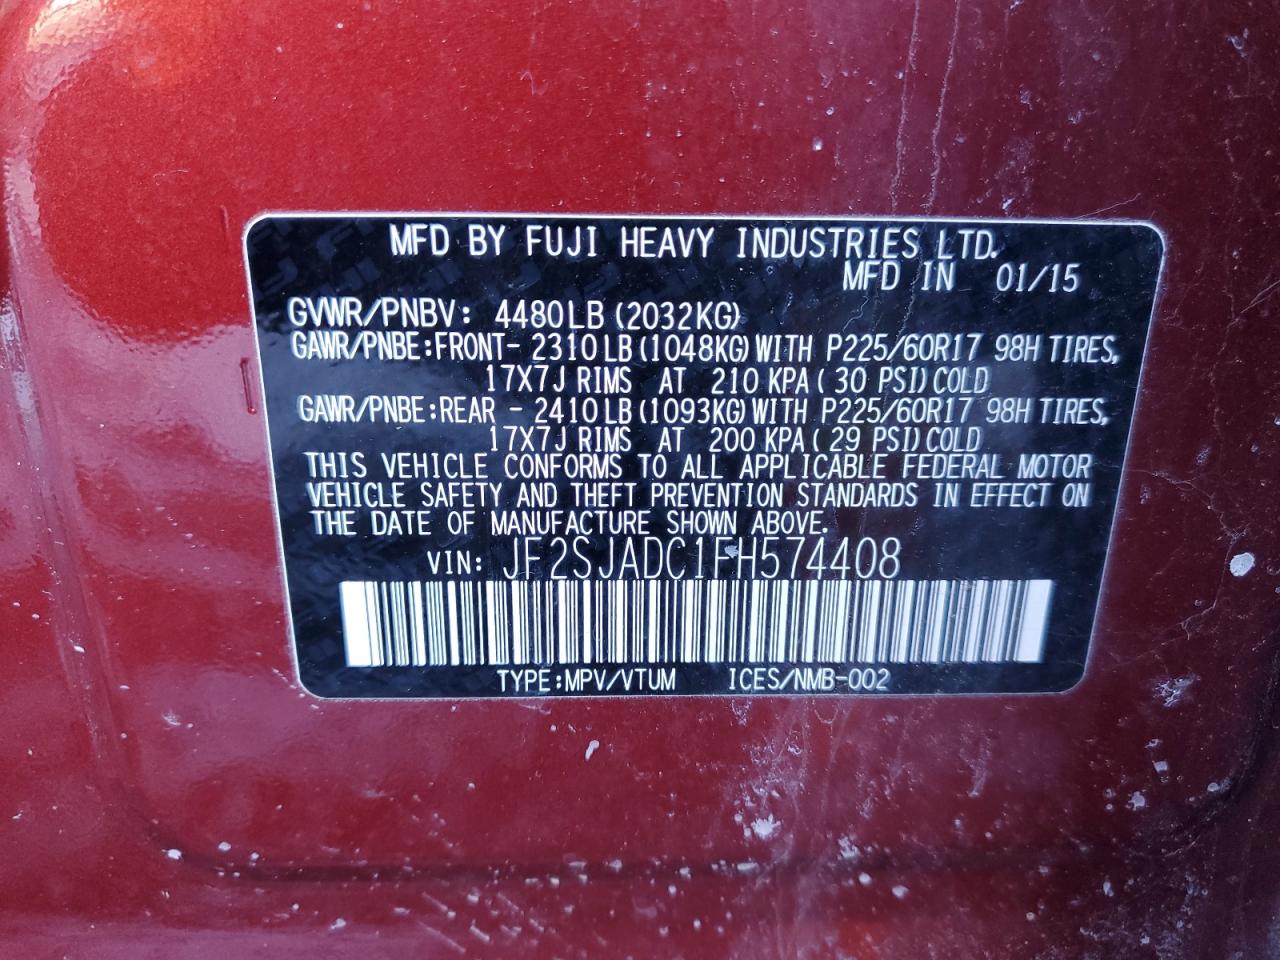 MFD BY FUJI HEAVY INDUSTRIES LTD.
MFD IN 01/15
GVWR/PNBV: 4480LB (2032KG)
GAWR/PNBE:FRONT- 2310LB(1048KG)WITH P225/60R17 98H TIRES,
17X7J RIMS AT 210 KPA( 30 PSI)COLD
GAWR/PNBE:REAR - 2410LB(1093KG)WITH P225/60R17 98H TIRES,
17X7J RIMS AT 200 KPA( 29 PSI)COLD
THIS VEHICLE CONFORMS TO ALL APPLICABLE FEDERAL MOTOR
VEHICLE SAFETY AND THEFT PREVENTION STANDARDS IN EFFECT ON
THE DATE OF MANUFACTURE SHOWN ABOVE.
VIN: JF2SJADC1FH574408
TYPE:MPV/VTUM ICES/NMB-002